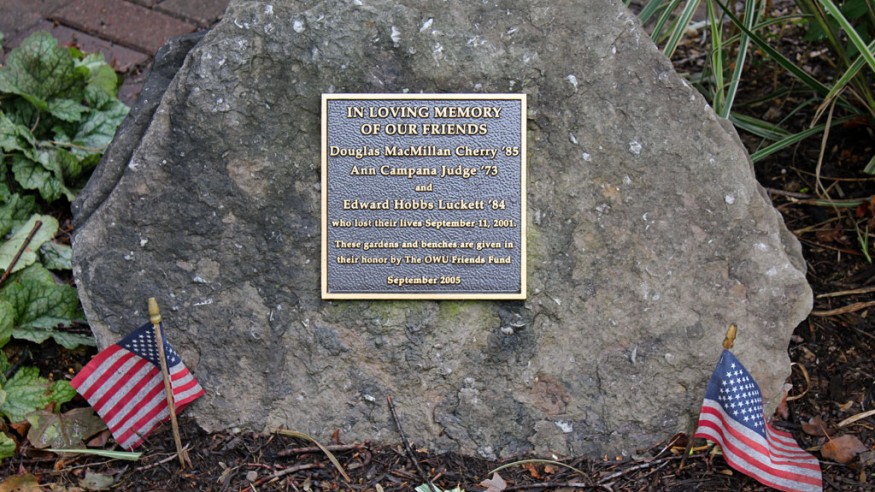 IN LOVING MEMORY
OF OUR FRIENDS
Douglas MacMillan Cherry '85
Ann Campana Judge '73
and
Edward Hobbs Luckett '84
who lost their lives September 11, 2001.
These gardens and benches are given in
their honor by The OWU Friends Fund
September 2005